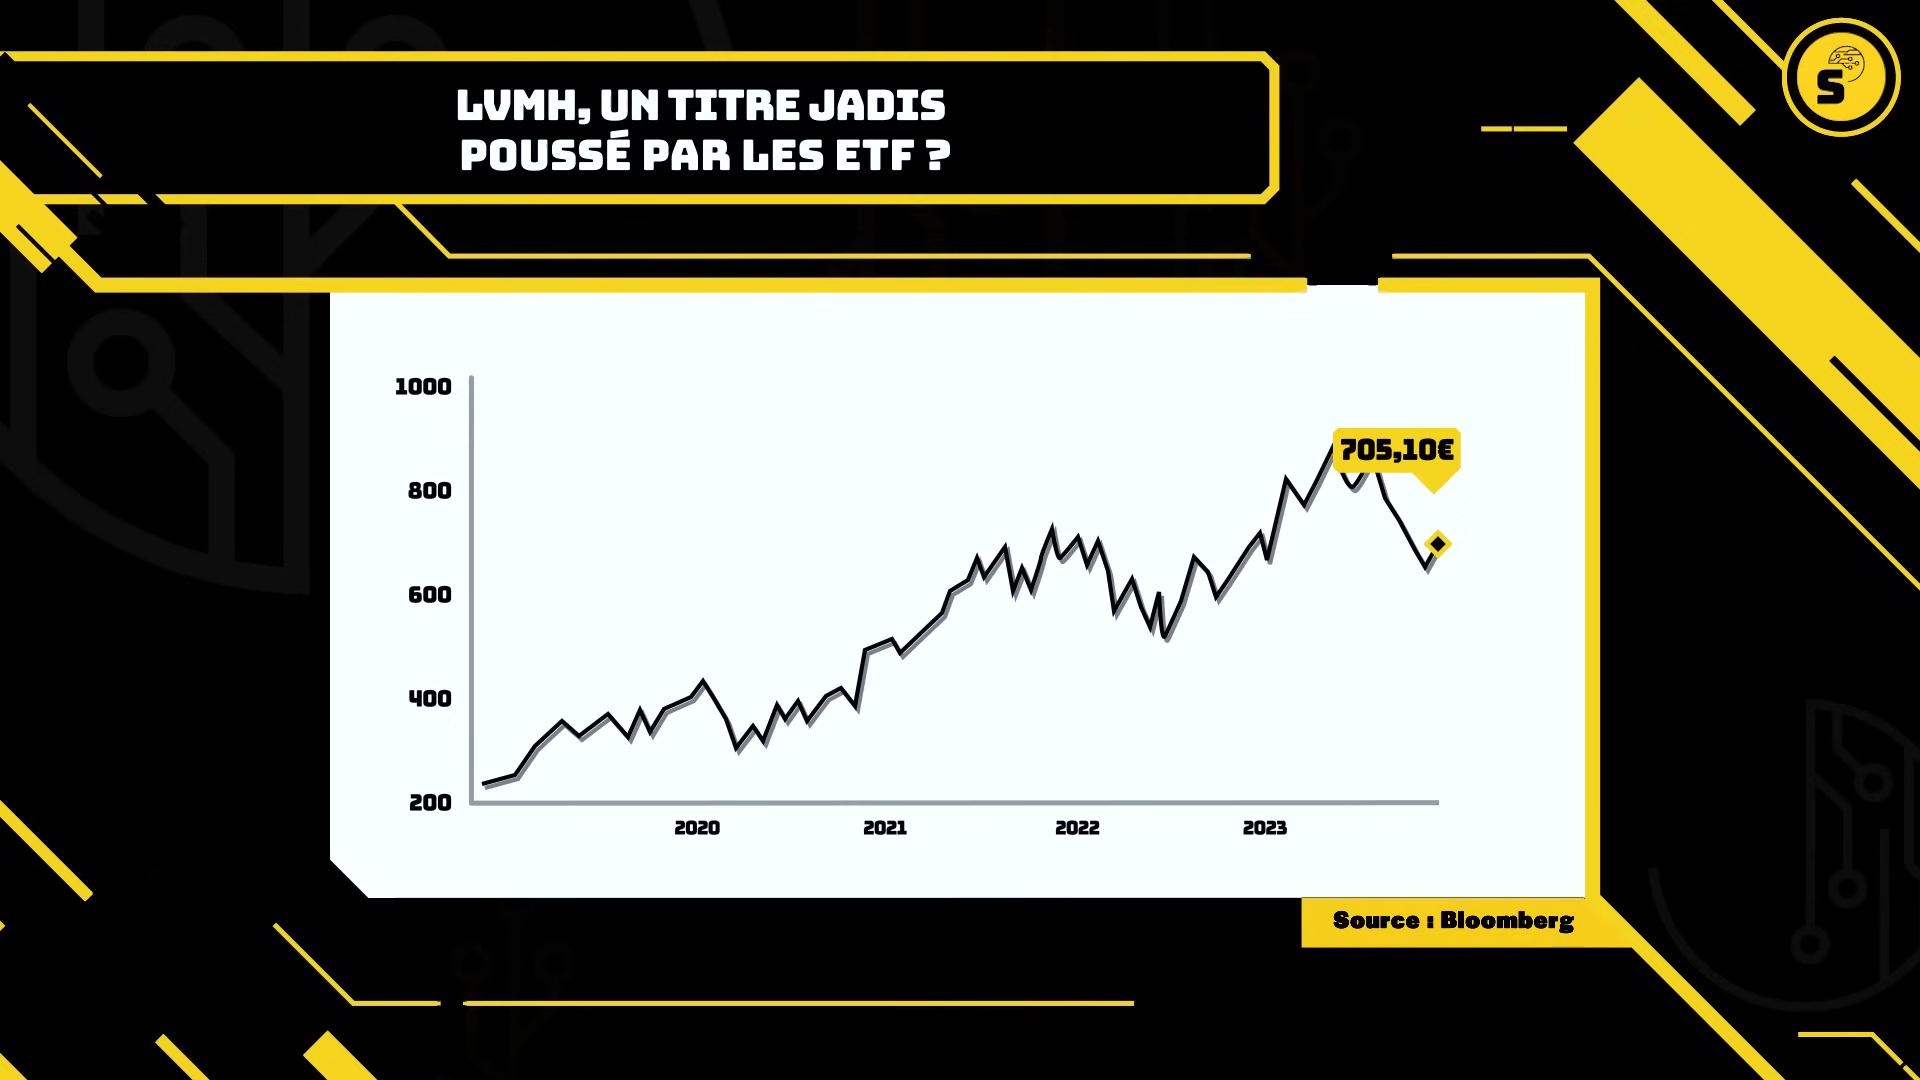 LVMH, UN TITRE JADIS
POUSSÉ PAR LES ETF ?
S
1000
800
600
400
200
705,10€
2020
2021
2022
2023
Source : Bloomberg